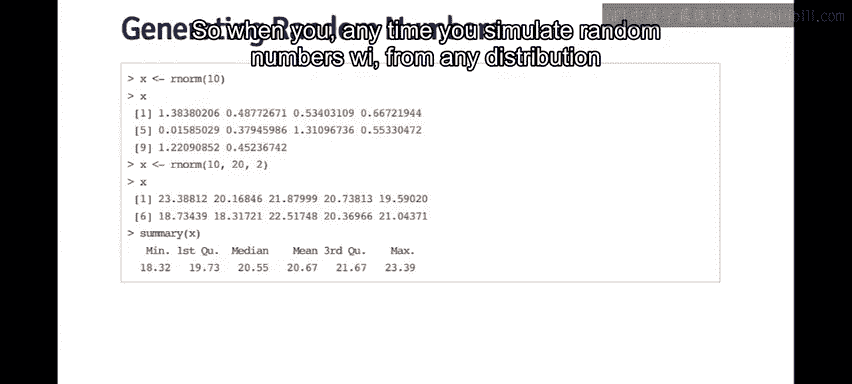 Generating Random Numbers
So when you, any time you simulate random
numbers wi, from any distribution
> x <- rnorm(10)
> x
[1] 1.38380206 0.48772671 0.53403109 0.66721944
[5] 0.01585029 0.37945986 1.31096736 0.55330472
[9] 1.22090852 0.45236742
> x <- rnorm(10, 20, 2)
> x
[1] 23.38812 20.16846 21.87999 20.73813 19.59020
[6] 18.73439 18.31721 22.51748 20.36966 21.04371
> summary(x)
Min. 1st Qu. Median Mean 3rd Qu. Max.
18.32 19.73 20.55 20.67 21.67 23.39